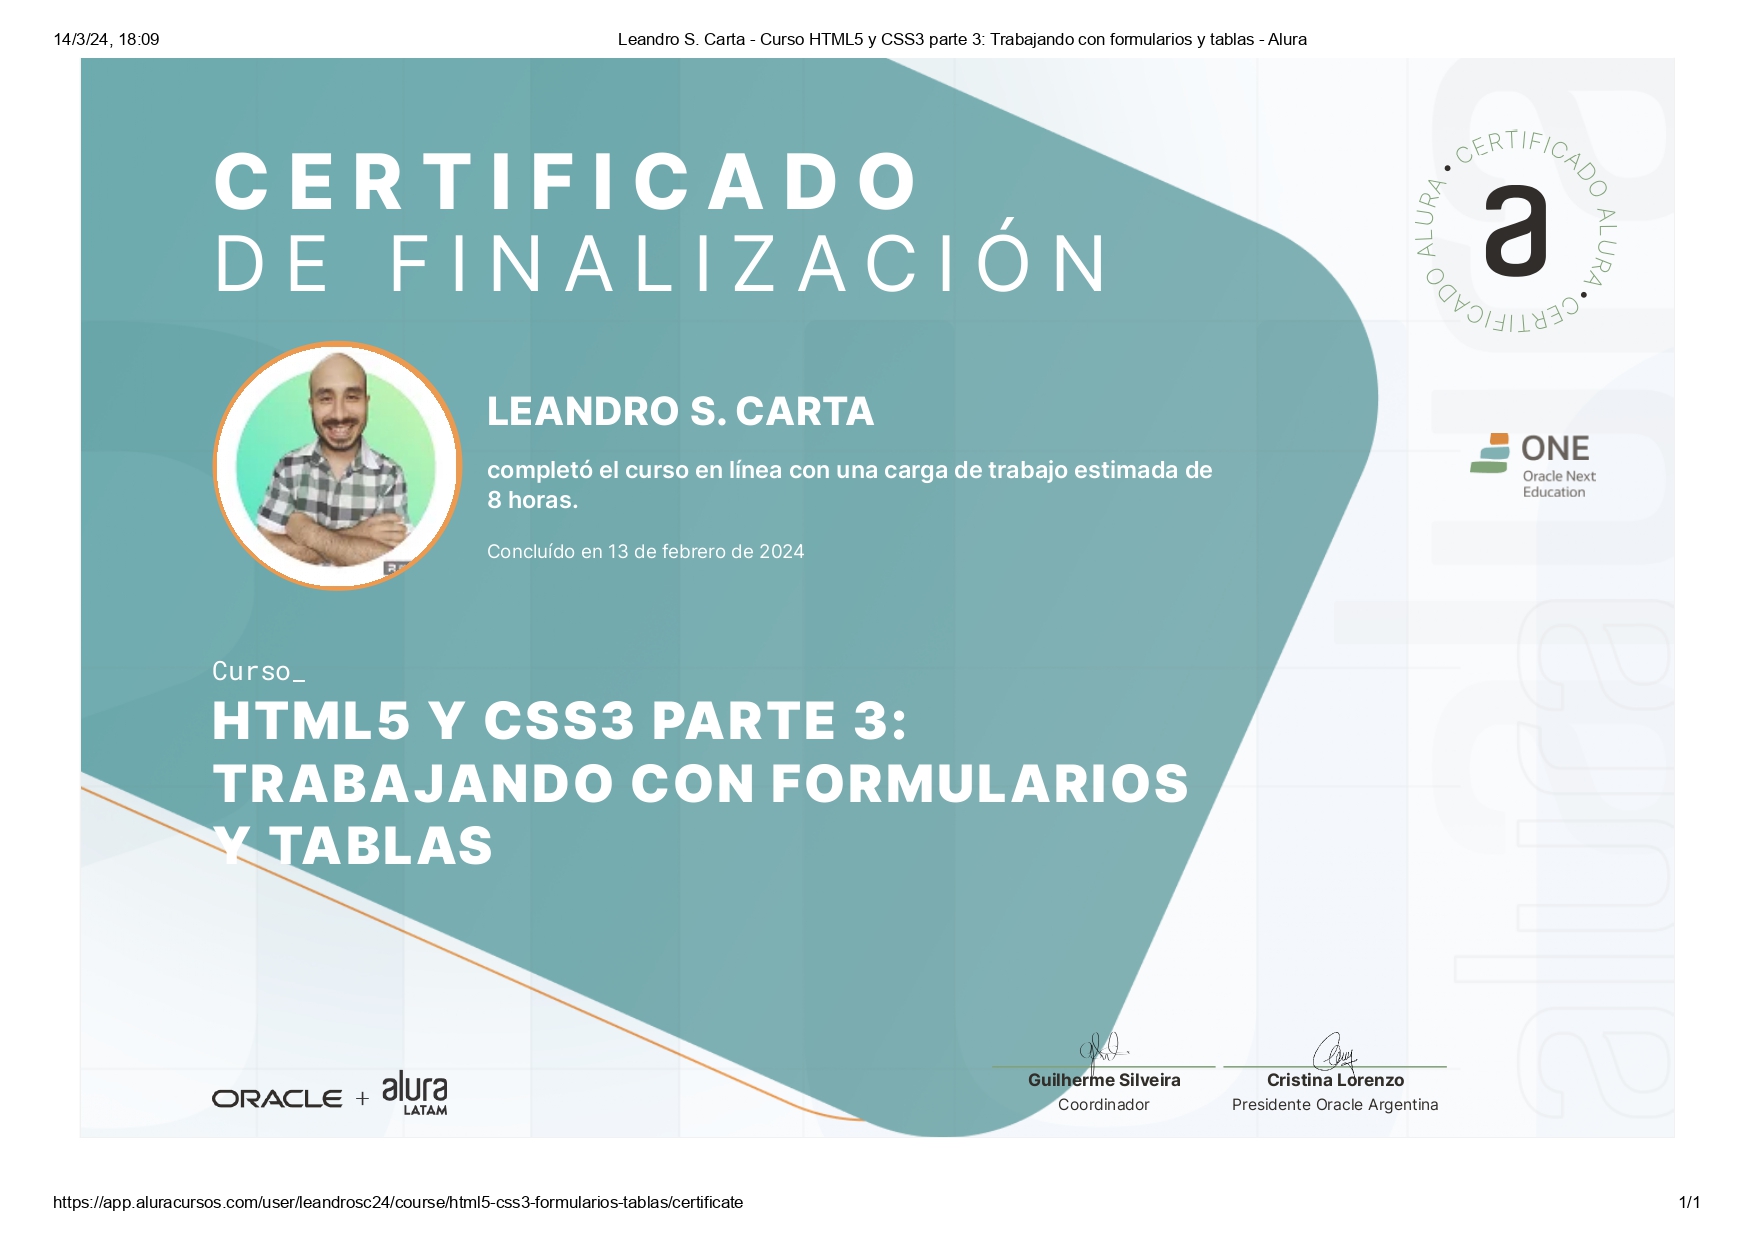 14/3/24, 18:09
Leandro S. Carta - Curso HTML5 y CSS3 parte 3: Trabajando con formularios y tablas - Alura
CERTIFICADO
DE FINALIZACIÓN
CERTIFICADO ALURA • CERTIFICADO ALURA •
a
LEANDRO S. CARTA
completó el curso en línea con una carga de trabajo estimada de
8 horas.
Concluído en 13 de febrero de 2024
ONE
Oracle Next
Education
Curso_
HTML5 Y CSS3 PARTE 3:
TRABAJANDO CON FORMULARIOS
Y TABLAS
alura
alura
ORACLE + alura
LATAM
Guilherme Silveira
Coordinador
Cristina Lorenzo
Presidente Oracle Argentina
https://app.aluracursos.com/user/leandrosc24/course/html5-css3-formularios-tablas/certificate
1/1